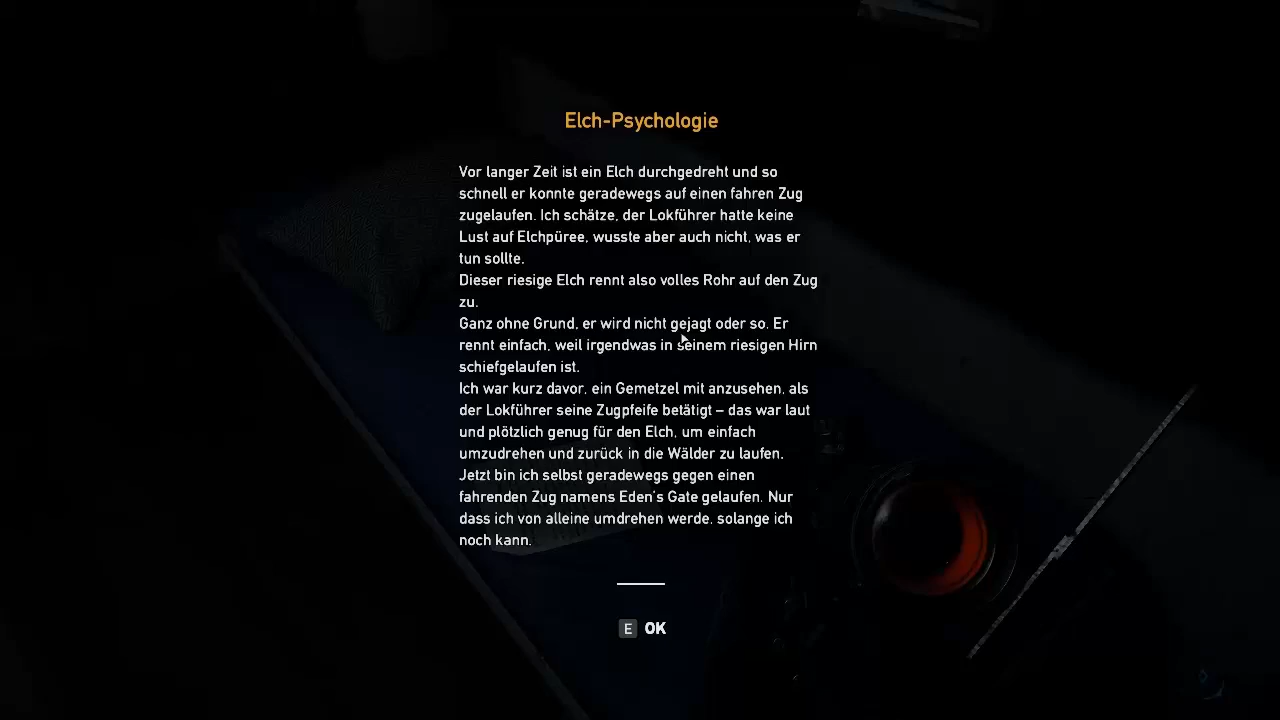 Elch-Psychologie
Vor langer Zeit ist ein Elch durchgedreht und so
schnell er konnte geradewegs auf einen fahren Zug
zugelaufen. Ich schätze, der Lokführer hatte keine
Lust auf Elchpüree, wusste aber auch nicht, was er
tun sollte.
Dieser riesige Elch rennt also volles Rohr auf den Zug
zu.
Ganz ohne Grund, er wird nicht gejagt oder so. Er
rennt einfach, weil irgendwas in seinem riesigen Hirn
schiefgelaufen ist.
Ich war kurz davor, ein Gemetzel mit anzusehen, als
der Lokführer seine Zugpfeife betätigt – das war laut
und plötzlich genug für den Elch, um einfach
umzudrehen und zurück in die Wälder zu laufen.
Jetzt bin ich selbst geradewegs gegen einen
fahrenden Zug namens Eden's Gate gelaufen. Nur
dass ich von alleine umdrehen werde, solange ich
noch kann.
E OK